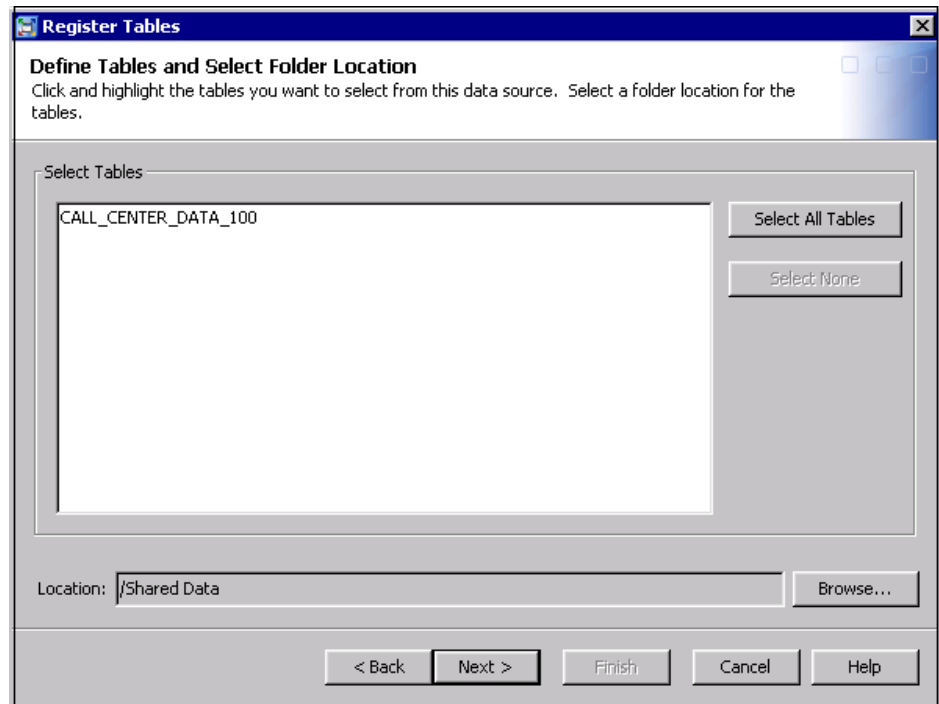 Register Tables
Define Tables and Select Folder Location
Click and highlight the tables you want to select from this data source.  Select a folder location for the
tables.
Select Tables
CALL_CENTER_DATA_100
Select All Tables
Select None
Location: /Shared Data
Browse...
< Back
Next >
Finish
Cancel
Help